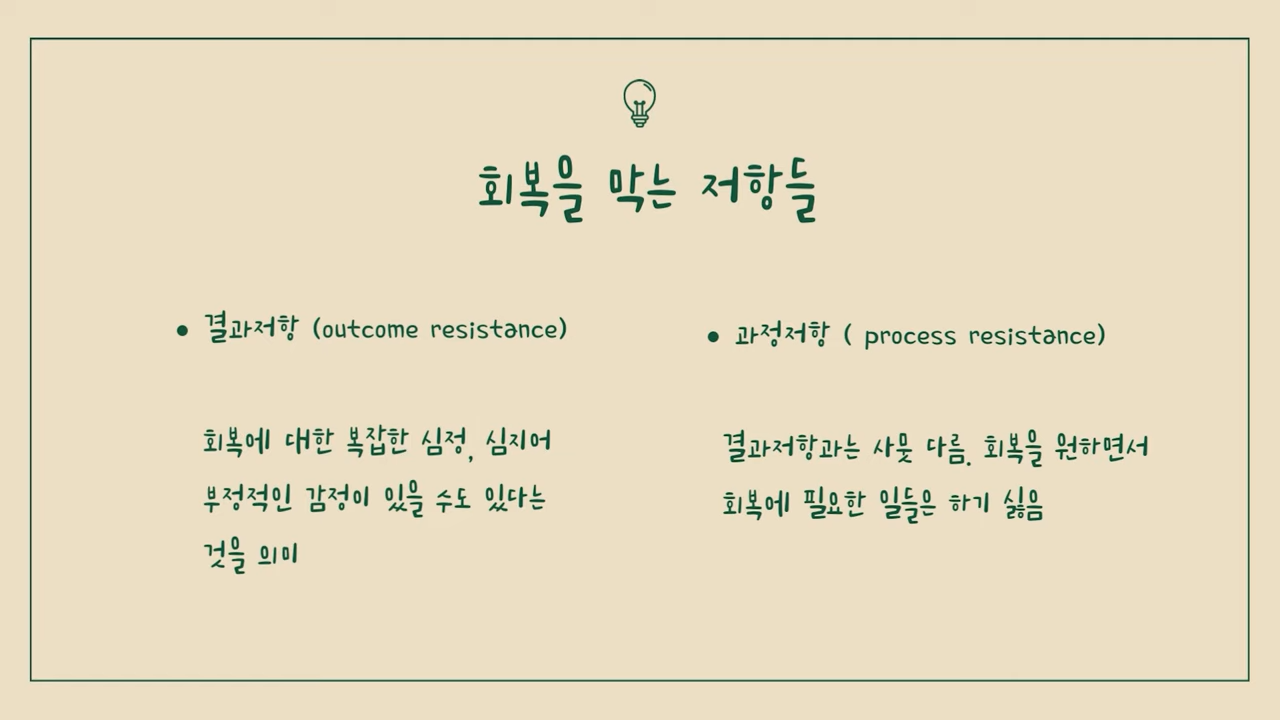 회복을 막는 저항들
• 결과저항 (outcome resistance)
회복에 대한 복잡한 심정, 심지어
부정적인 감정이 있을 수도 있다는
것을 의미
• 과정저항 ( process resistance)
결과저항과는 사뭇 다름. 회복을 원하면서
회복에 필요한 일들은 하기 싫음